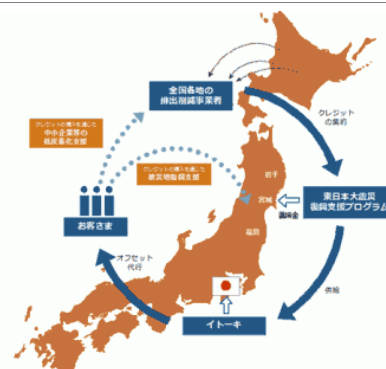 全国各地の
排出削減事業者
クレジット
の集約
クレジットの購入を通じた
中小企業等の
低炭素化支援
クレジットの購入を通じた
被災地復興支援
岩手
宮城
福島
義援金
東日本大震災
復興支援プログラム
お客さま
オフセット
代行
供給
イトーキ